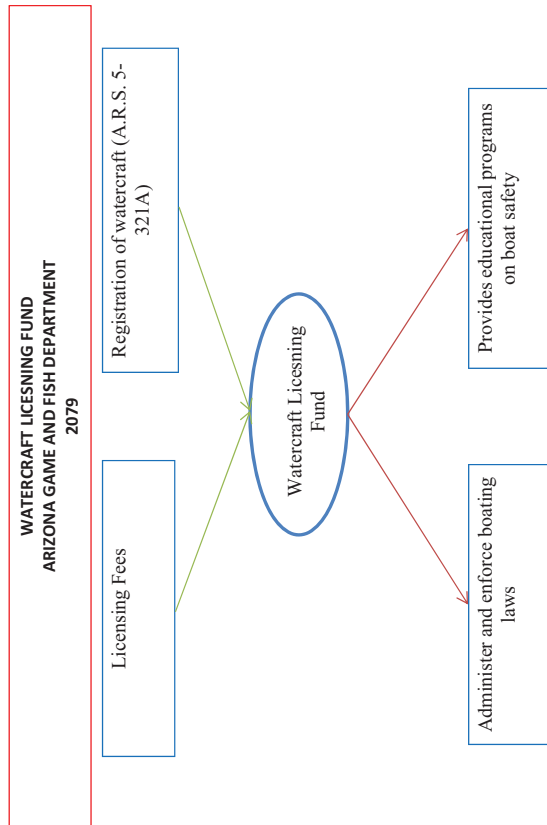 WATERCRAFT LICESNING FUND
ARIZONA GAME AND FISH DEPARTMENT
2079
Licensing Fees
Registration of watercraft (A.R.S. 5-
321A)
Watercraft Licesning
Fund
Administer and enforce boating
laws
Provides educational programs
on boat safety